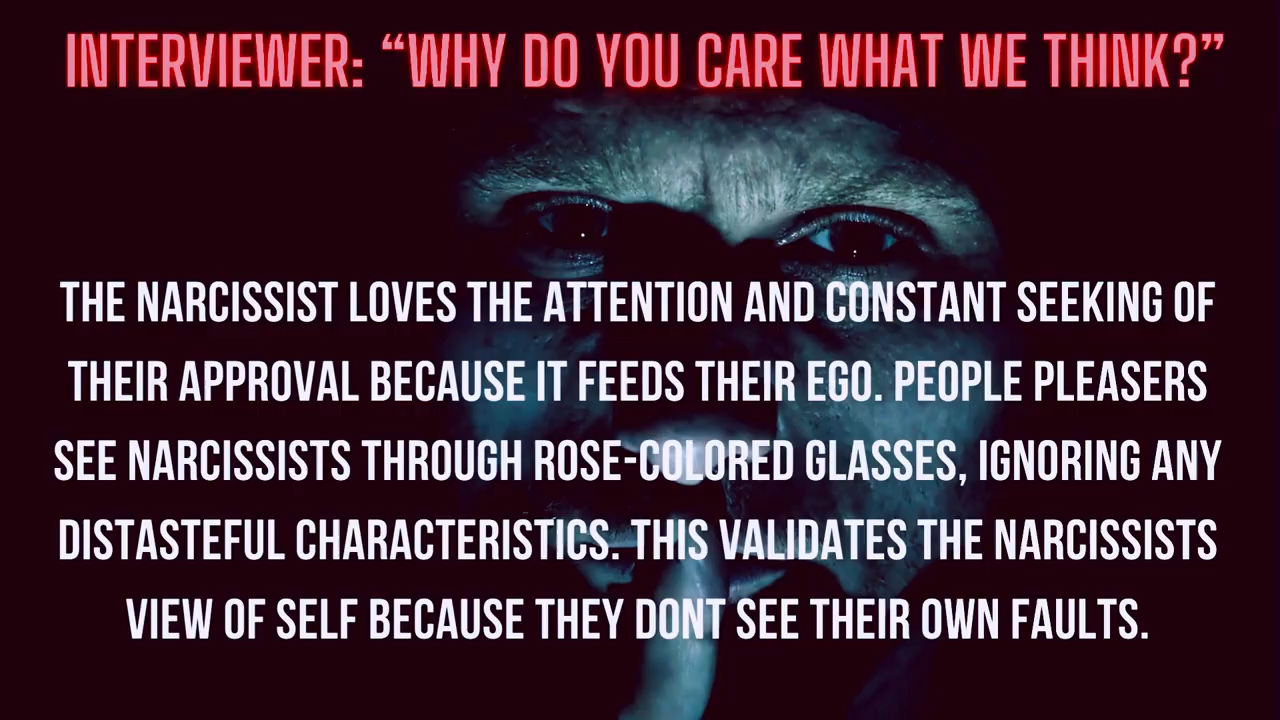 INTERVIEWER: “WHY DO YOU CARE WHAT WE THINK?”
THE NARCISSIST LOVES THE ATTENTION AND CONSTANT SEEKING OF
THEIR APPROVAL BECAUSE IT FEEDS THEIR EGO. PEOPLE PLEASERS
SEE NARCISSISTS THROUGH ROSE-COLORED GLASSES, IGNORING ANY
DISTASTEFUL CHARACTERISTICS. THIS VALIDATES THE NARCISSISTS
VIEW OF SELF BECAUSE THEY DONT SEE THEIR OWN FAULTS.